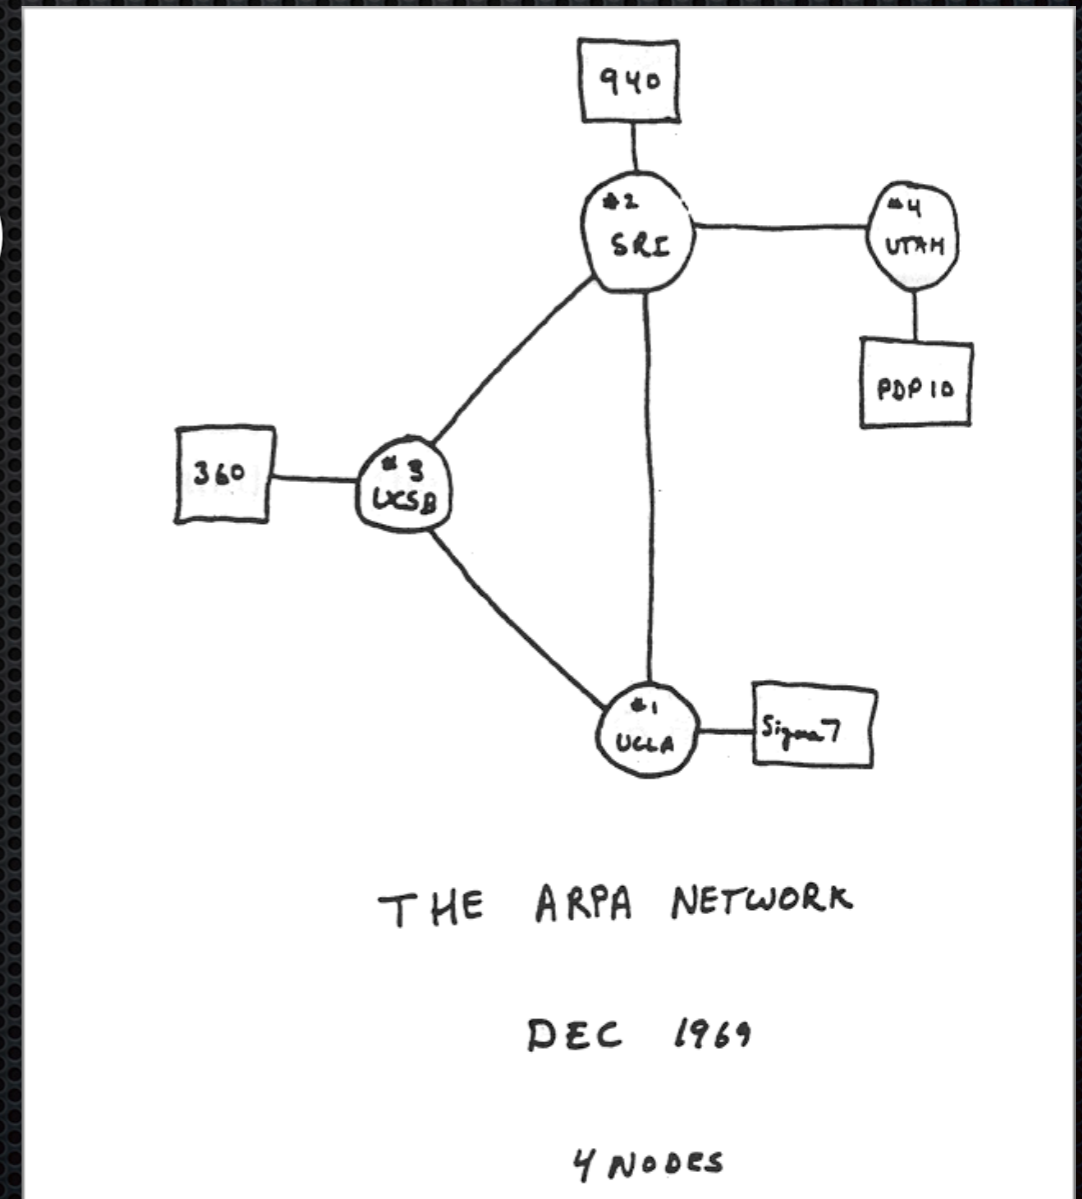 940
#2
SRI
#4
UTAH
PDP 10
360
#3
UCSB
#1
UCLA
Sigma 7
THE ARPA NETWORK
DEC 1969
4 NODES